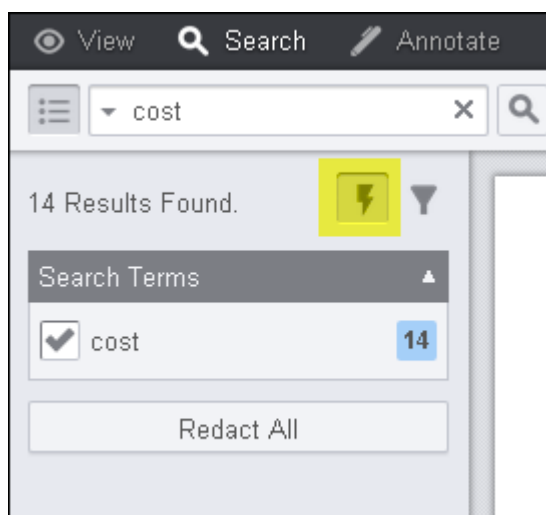 View Search Annotate
cost
14 Results Found.
Search Terms
cost 14
Redact All